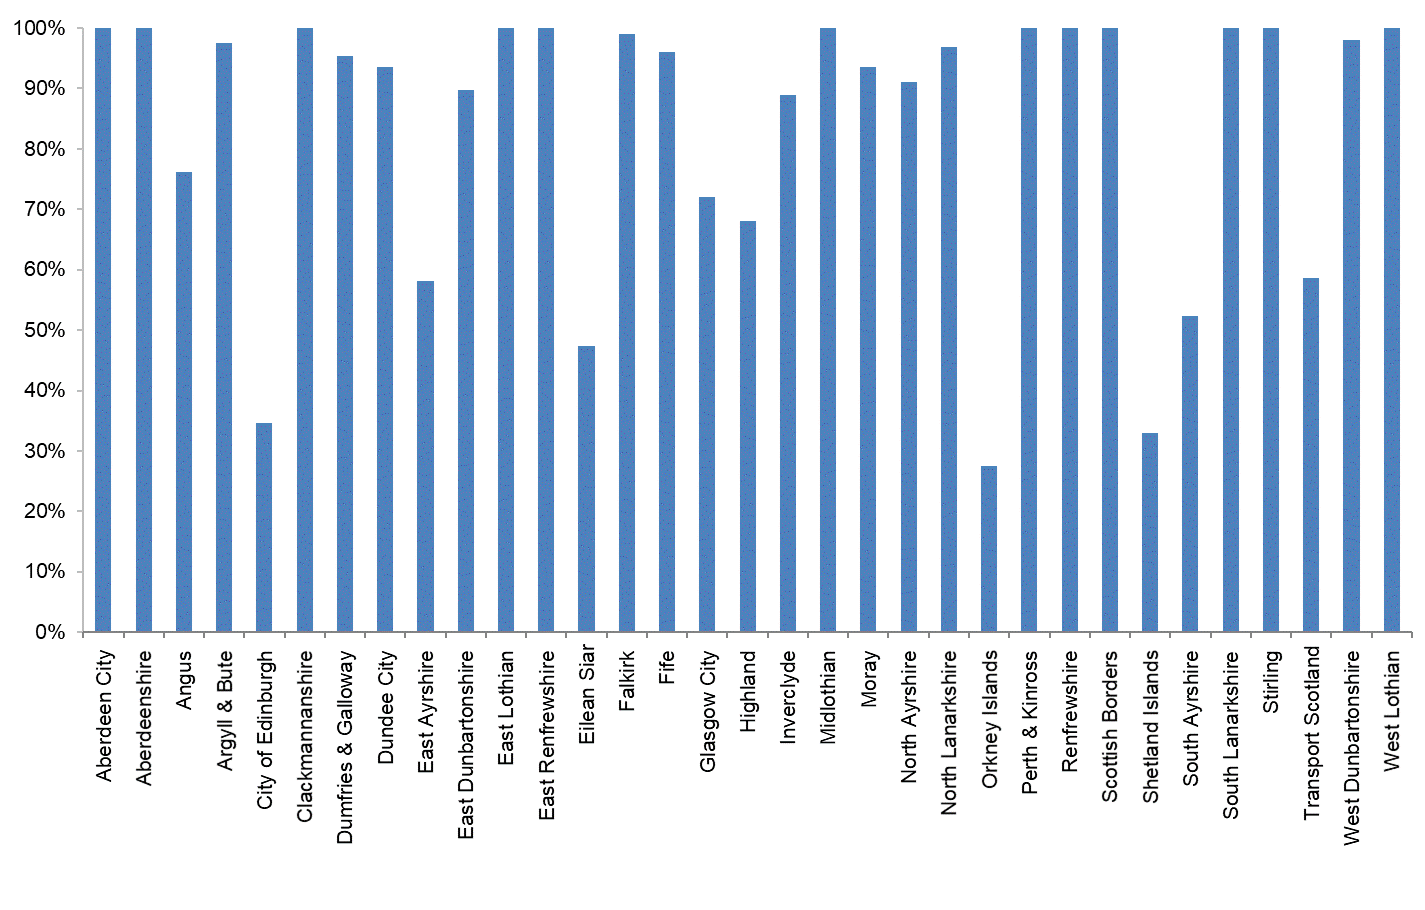 100%
90%
80%
70%
60%
50%
40%
30%
20%
10%
0%
Aberdeen City
Aberdeenshire
Angus
Argyll & Bute
City of Edinburgh
Clackmannanshire
Dumfries & Galloway
Dundee City
East Ayrshire
East Dunbartonshire
East Lothian
East Renfrewshire
Eilean Siar
Falkirk
Fife
Glasgow City
Highland
Inverclyde
Midlothian
Moray
North Ayrshire
North Lanarkshire
Orkney Islands
Perth & Kinross
Renfrewshire
Scottish Borders
Shetland Islands
South Ayrshire
South Lanarkshire
Stirling
Transport Scotland
West Dunbartonshire
West Lothian